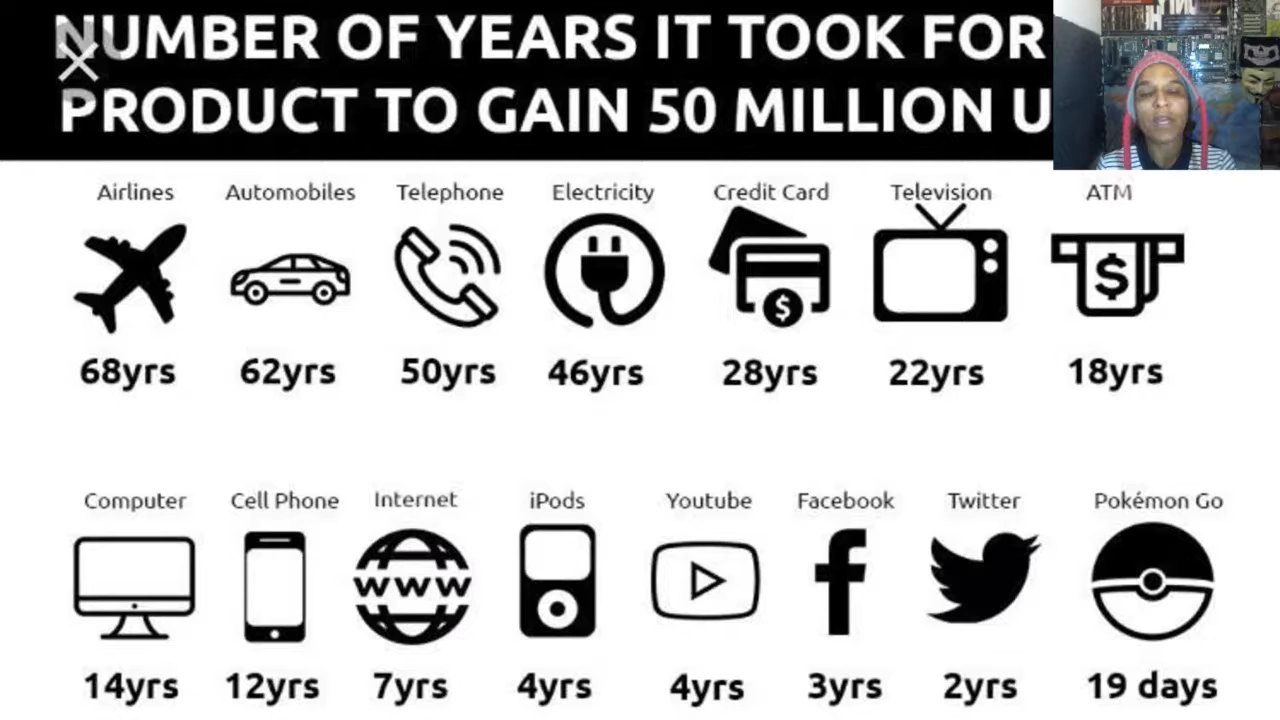 NUMBER OF YEARS IT TOOK FOR
PRODUCT TO GAIN 50 MILLION U
Airlines Automobiles Telephone Electricity Credit Card Television ATM
$ $
68yrs 62yrs 50yrs 46yrs 28yrs 22yrs 18yrs
Computer Cell Phone Internet iPods Youtube Facebook Twitter Pokémon Go
www f
14yrs 12yrs 7yrs 4yrs 4yrs 3yrs 2yrs 19 days